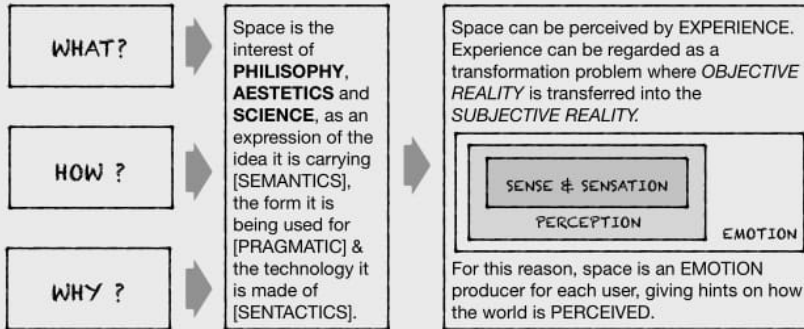 WHAT?
HOW ?
WHY ?
Space is the
interest of
PHILISOPHY,
AESTETICS and
SCIENCE, as an
expression of the
idea it is carrying
[SEMANTICS],
the form it is
being used for
[PRAGMATIC] &
the technology it
is made of
[SENTACTICS].
Space can be perceived by EXPERIENCE.
Experience can be regarded as a
transformation problem where OBJECTIVE
REALITY is transferred into the
SUBJECTIVE REALITY.
SENSE & SENSATION
PERCEPTION
EMOTION
For this reason, space is an EMOTION
producer for each user, giving hints on how
the world is PERCEIVED.